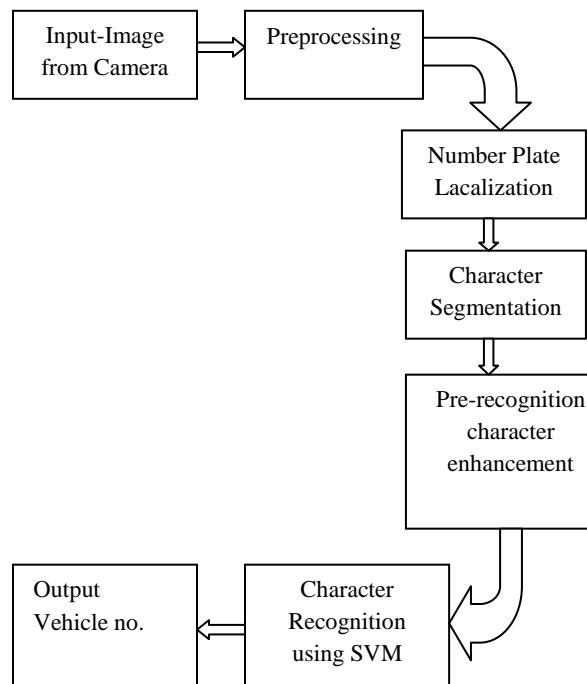 Input-Image
from Camera
Preprocessing
Number Plate
Lacalization
Character
Segmentation
Pre-recognition
character
enhancement
Character
Recognition
using SVM
Output
Vehicle no.